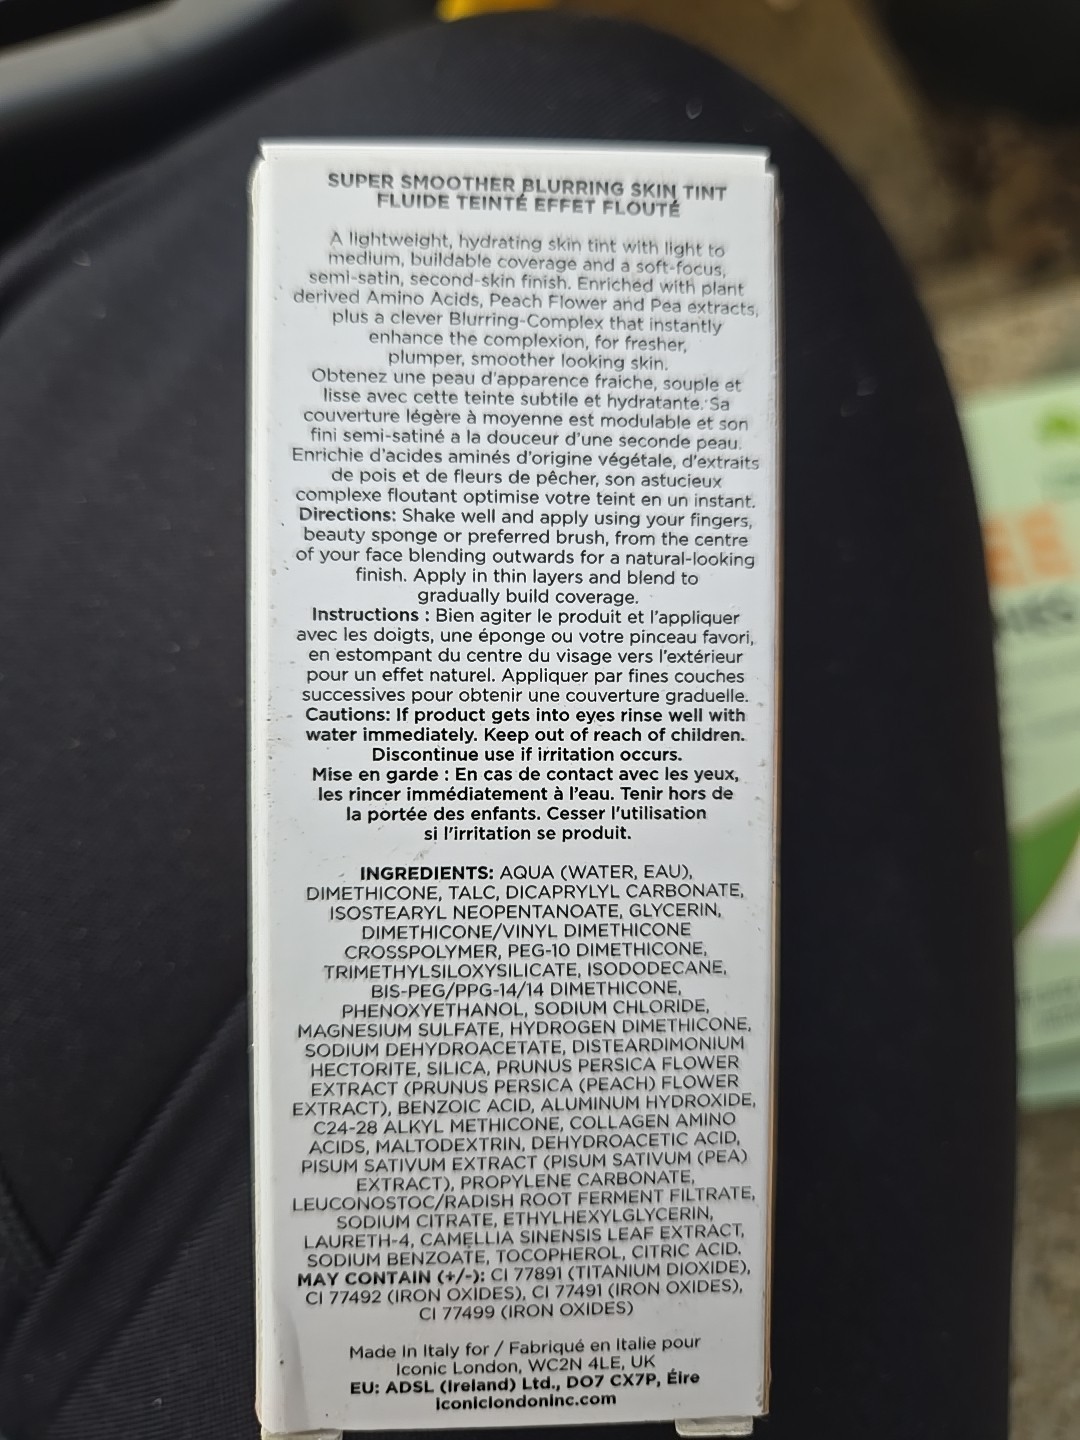 SUPER SMOOTHER BLURRING SKIN TINT
FLUIDE TEINTÉ EFFET FLOUTÉ
A lightweight, hydrating skin tint with light to
medium, buildable coverage and a soft-focus,
semi-satin, second-skin finish. Enriched with plant
derived Amino Acids, Peach Flower and Pea extracts,
plus a clever Blurring-Complex that instantly
enhance the complexion, for fresher,
plumper, smoother looking skin.
Obtenez une peau d'apparence fraiche, souple et
lisse avec cette teinte subtile et hydratante. Sa
couverture légère à moyenne est modulable et son
fini semi-satiné a la douceur d'une seconde peau.
Enrichie d'acides aminés d'origine végétale, d'extraits
de pois et de fleurs de pêcher, son astucieux
complexe floutant optimise votre teint en un instant.
Directions: Shake well and apply using your fingers,
beauty sponge or preferred brush, from the centre
of your face blending outwards for a natural-looking
finish. Apply in thin layers and blend to
gradually build coverage.
Instructions : Bien agiter le produit et l'appliquer
avec les doigts, une éponge ou votre pinceau favori,
en estompant du centre du visage vers l'extérieur
pour un effet naturel. Appliquer par fines couches
successives pour obtenir une couverture graduelle.
Cautions: If product gets into eyes rinse well with
water immediately. Keep out of reach of children.
Discontinue use if irritation occurs.
Mise en garde : En cas de contact avec les yeux,
les rincer immédiatement à l'eau. Tenir hors de
la portée des enfants. Cesser l'utilisation
si l'irritation se produit.
INGREDIENTS: AQUA (WATER, EAU),
DIMETHICONE, TALC, DICAPRYLYL CARBONATE,
ISOSTEARYL NEOPENTANOATE, GLYCERIN,
DIMETHICONE/VINYL DIMETHICONE
CROSSPOLYMER, PEG-10 DIMETHICONE,
TRIMETHYLSILOXYSILICATE, ISODODECANE,
BIS-PEG/PPG-14/14 DIMETHICONE,
PHENOXYETHANOL, SODIUM CHLORIDE,
MAGNESIUM SULFATE, HYDROGEN DIMETHICONE,
SODIUM DEHYDROACETATE, DISTEARDIMONIUM
HECTORITE, SILICA, PRUNUS PERSICA FLOWER
EXTRACT (PRUNUS PERSICA (PEACH) FLOWER
EXTRACT), BENZOIC ACID, ALUMINUM HYDROXIDE,
C24-28 ALKYL METHICONE, COLLAGEN AMINO
ACIDS, MALTODEXTRIN, DEHYDROACETIC ACID,
PISUM SATIVUM EXTRACT (PISUM SATIVUM (PEA)
EXTRACT), PROPYLENE CARBONATE,
LEUCONOSTOC/RADISH ROOT FERMENT FILTRATE,
SODIUM CITRATE, ETHYLHEXYLGLYCERIN,
LAURETH-4, CAMELLIA SINENSIS LEAF EXTRACT,
SODIUM BENZOATE, TOCOPHEROL, CITRIC ACID.
MAY CONTAIN (+/-): CI 77891 (TITANIUM DIOXIDE),
CI 77492 (IRON OXIDES), CI 77491 (IRON OXIDES),
CI 77499 (IRON OXIDES)
Made In Italy for / Fabriqué en Italie pour
Iconic London, WC2N 4LE, UK
EU: ADSL (Ireland) Ltd., DO7 CX7P, Éire
iconiclondoninc.com